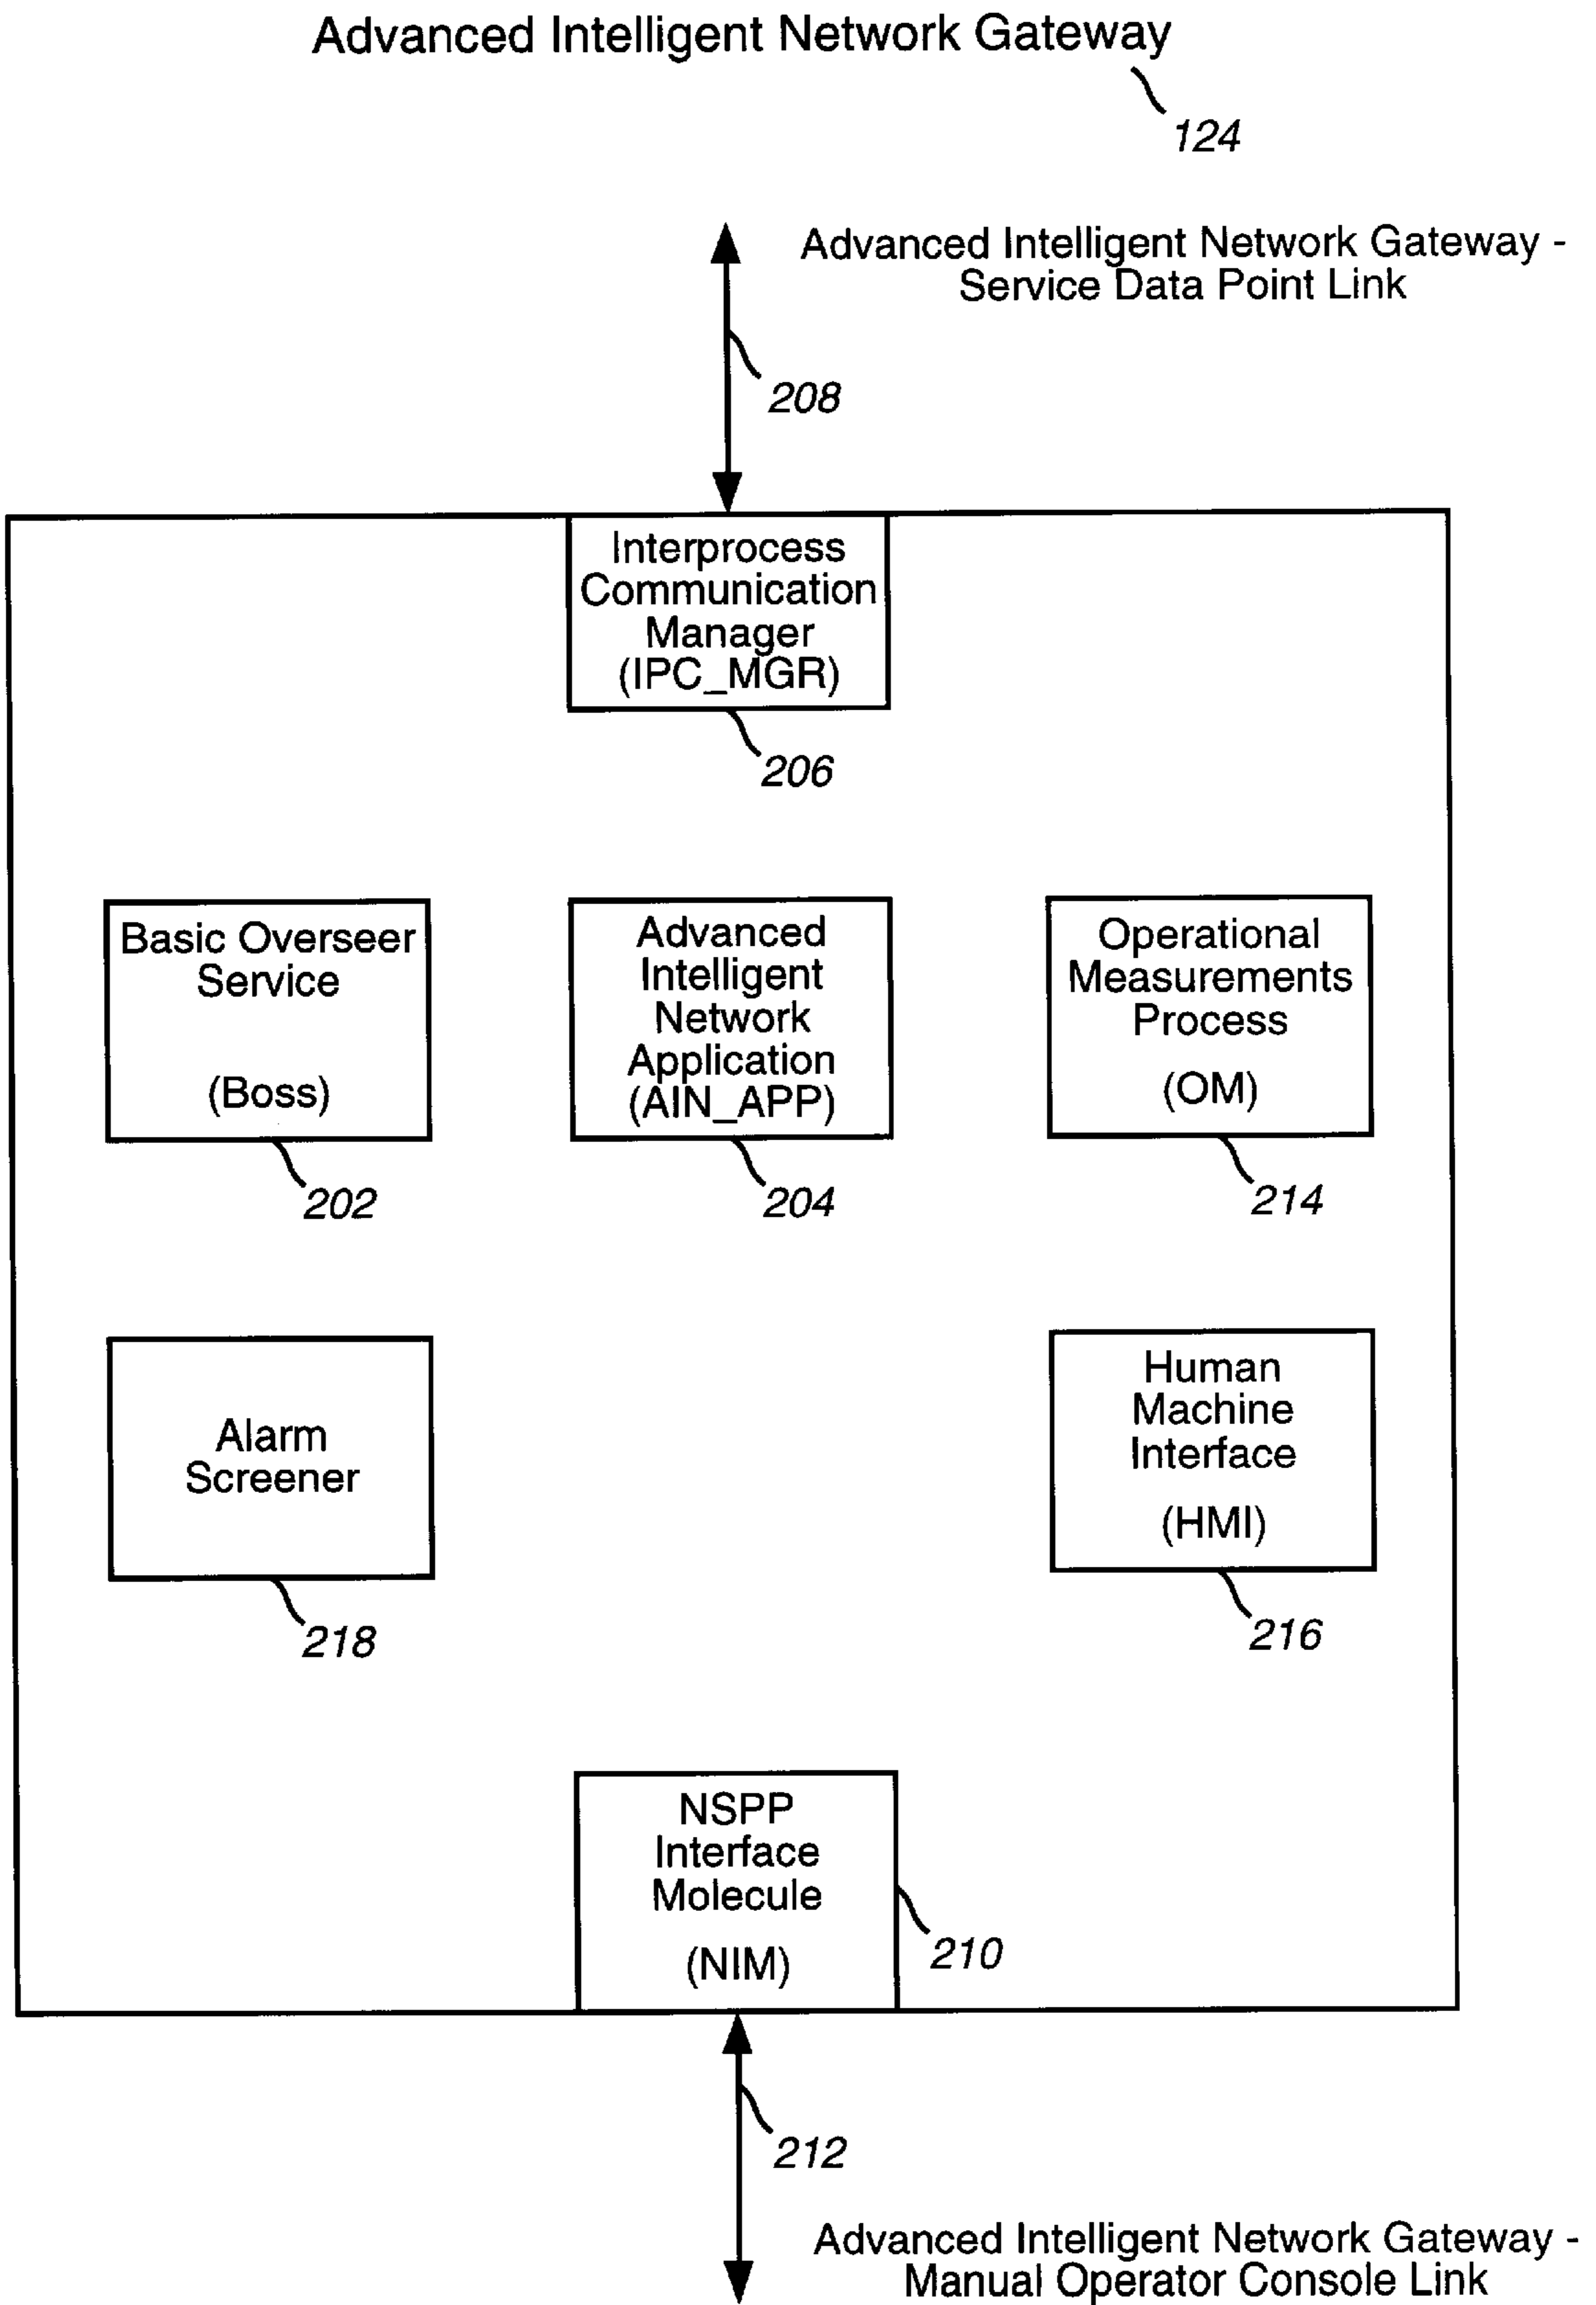 Advanced Intelligent Network Gateway
124
Advanced Intelligent Network Gateway -
Service Data Point Link
208
Interprocess
Communication
Manager
(IPC_MGR)
206
Basic Overseer
Service
(Boss)
202
Advanced
Intelligent
Network
Application
(AIN_APP)
204
Operational
Measurements
Process
(OM)
214
Alarm
Screener
218
Human
Machine
Interface
(HMI)
216
NSPP
Interface
Molecule
(NIM)
210
212
Advanced Intelligent Network Gateway -
Manual Operator Console Link